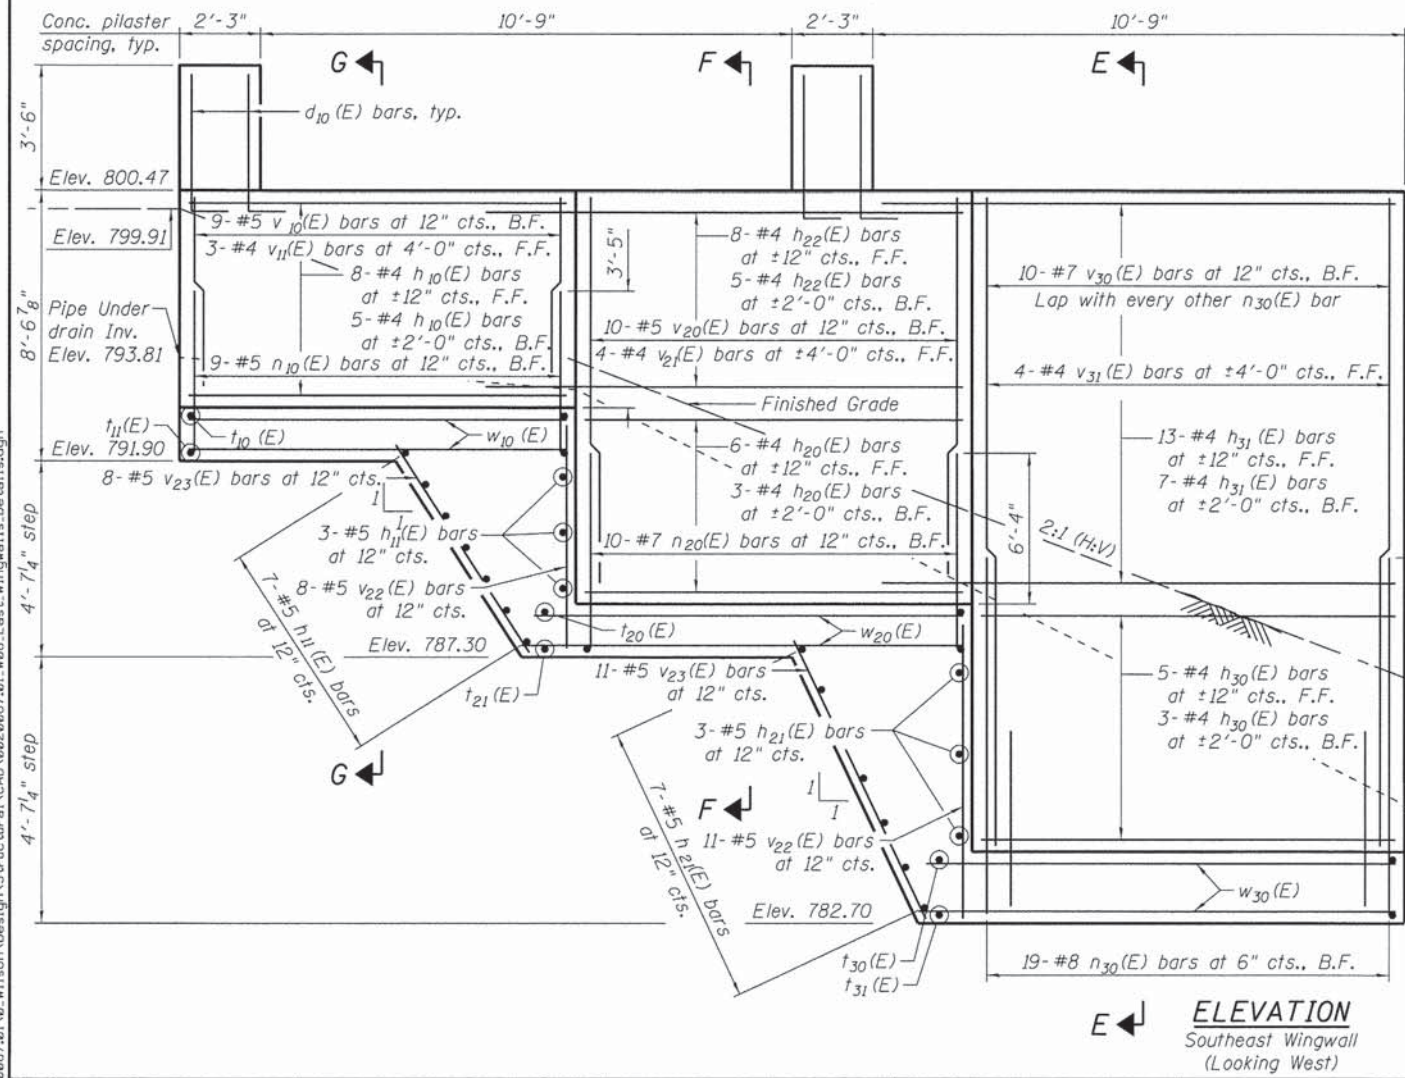 Conc. pilaster
spacing, typ.
2'-3"
10'-9"
2'-3"
10'-9"
G
F
E
d10 (E) bars, typ.
3'-6"
Elev. 800.47
Elev. 799.91
8'-6 7/8"
Pipe Under
drain Inv.
Elev. 793.81
9- #5 v10(E) bars at 12" cts., B.F.
3- #4 v11(E) bars at 4'-0" cts., F.F.
8- #4 h10(E) bars
at ±12" cts., F.F.
5- #4 h10(E) bars
at ±2'-0" cts., B.F.
9- #5 n10(E) bars at 12" cts., B.F.
3'-5"
8- #4 h22(E) bars
at ±12" cts., F.F.
5- #4 h22(E) bars
at ±2'-0" cts., B.F.
10- #5 v20(E) bars at 12" cts., B.F.
4- #4 v21(E) bars at ±4'-0" cts., F.F.
Finished Grade
10- #7 v30(E) bars at 12" cts., B.F.
Lap with every other n30(E) bar
4- #4 v31(E) bars at ±4'-0" cts., F.F.
t11(E)
t10 (E)
w10 (E)
Elev. 791.90
8- #5 v23(E) bars at 12" cts.
1
1
3- #5 h11(E) bars
at 12" cts.
8- #5 v22(E) bars
at 12" cts.
6- #4 h20(E) bars
at ±12" cts., F.F.
3- #4 h20(E) bars
at ±2'-0" cts., B.F.
10- #7 n20(E) bars at 12" cts., B.F.
6'-4"
13- #4 h31 (E) bars
at ±12" cts., F.F.
7- #4 h31(E) bars
at ±2'-0" cts., B.F.
2:1 (H:V)
4'-7 1/4" step
7- #5 h11(E) bars
at 12" cts.
Elev. 787.30
t20(E)
w20(E)
t21(E)
11- #5 v23(E) bars
at 12" cts.
3- #5 h21(E) bars
at 12" cts.
5- #4 h30(E) bars
at ±12" cts., F.F.
3- #4 h30(E) bars
at ±2'-0" cts., B.F.
4'-7 1/4" step
G
7- #5 h21(E) bars
at 12" cts.
F
1
1
11- #5 v22(E) bars
at 12" cts.
Elev. 782.70
w30(E)
t30(E)
t31(E)
19- #8 n30(E) bars at 6" cts., B.F.
E
ELEVATION
Southeast Wingwall
(Looking West)